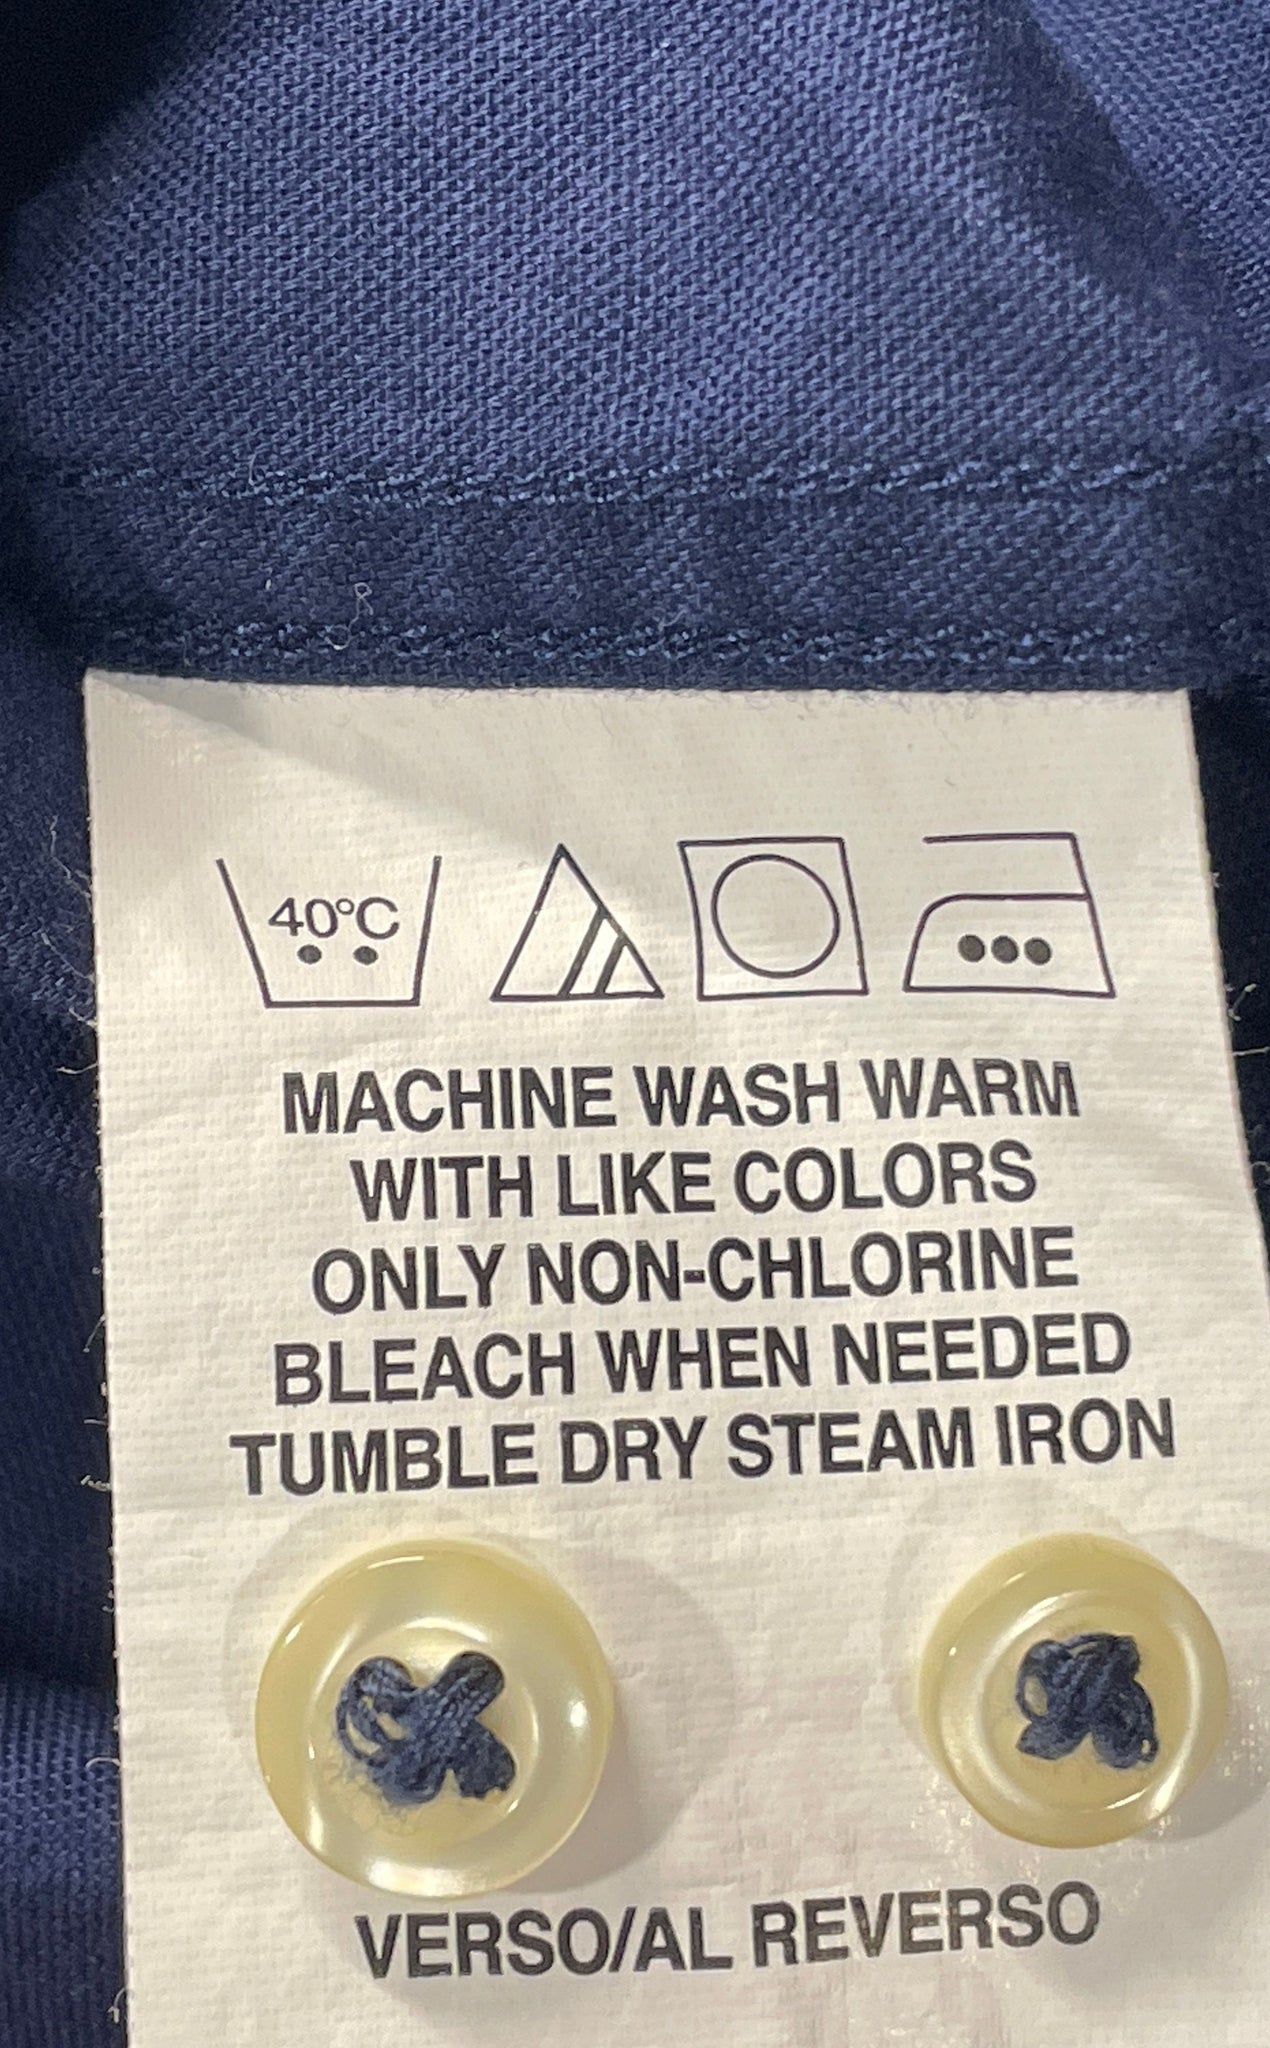 40°C
MACHINE WASH WARM
WITH LIKE COLORS
ONLY NON-CHLORINE
BLEACH WHEN NEEDED
TUMBLE DRY STEAM IRON
VERSO/AL REVERSO